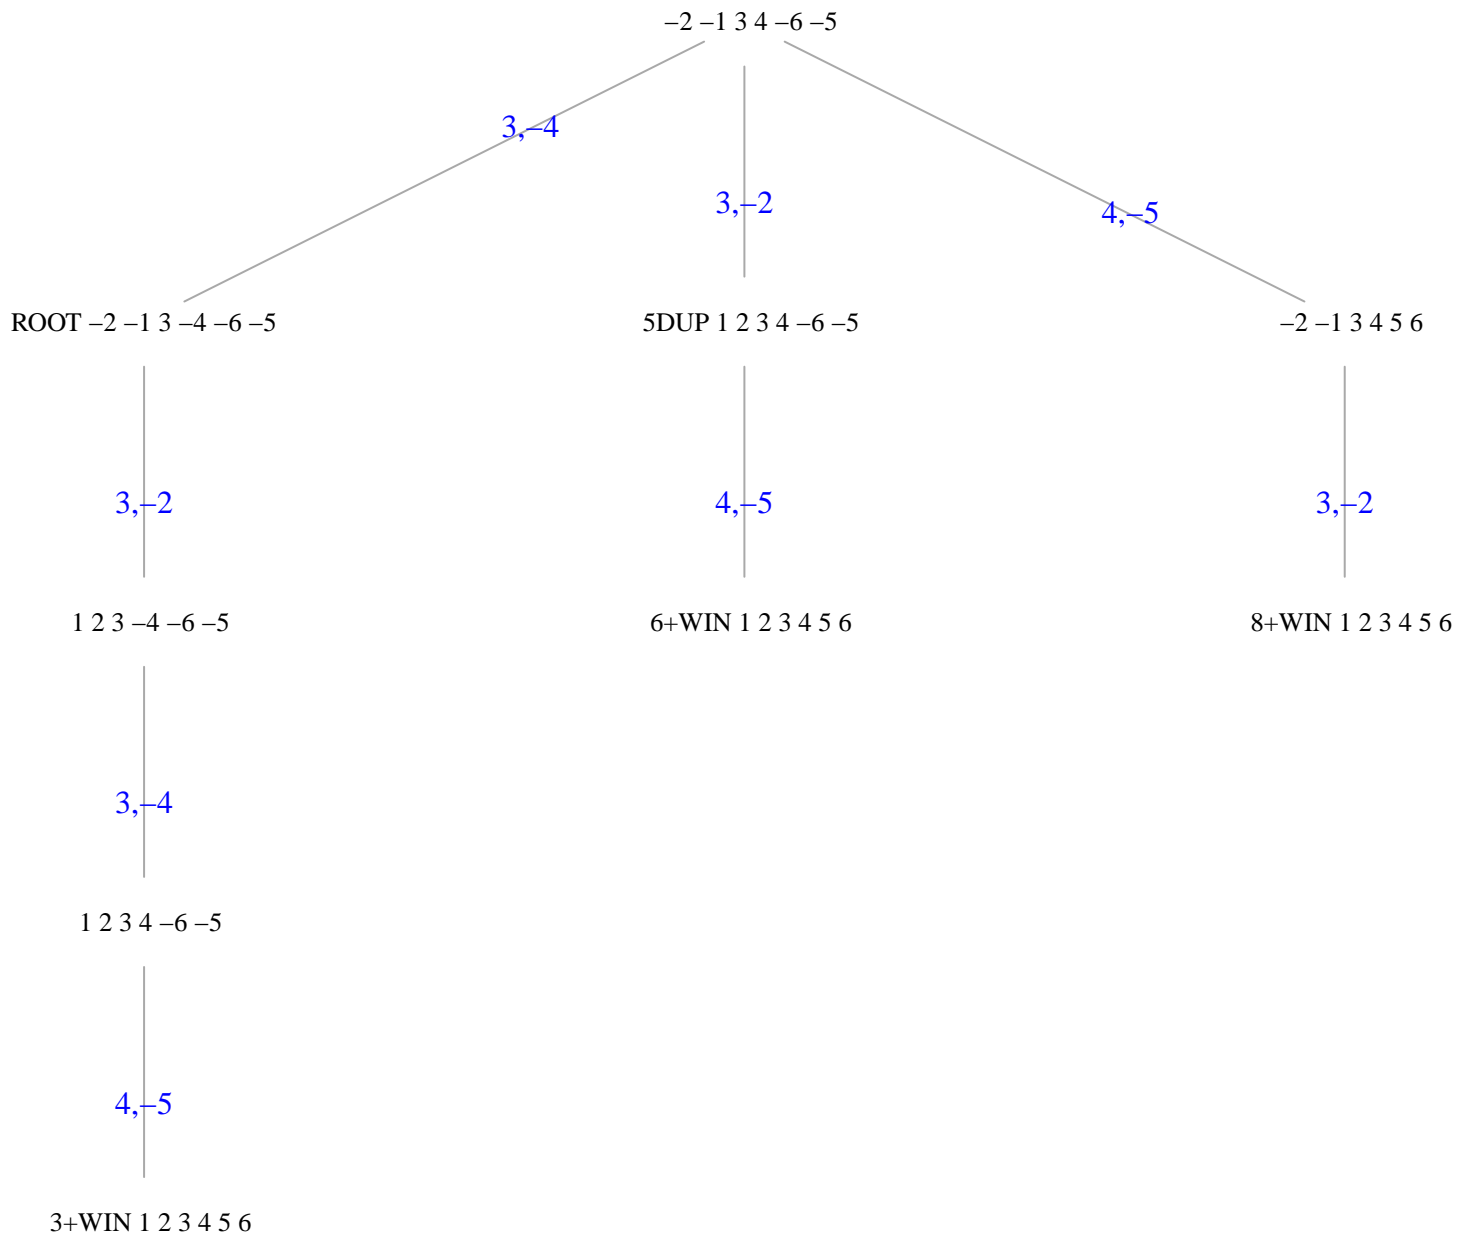 –2 –1 3 4 –6 –5
3,–4
3,–2
4,–5
ROOT –2 –1 3 –4 –6 –5
5DUP 1 2 3 4 –6 –5
–2 –1 3 4 5 6
3,–2
4,–5
3,–2
1 2 3 –4 –6 –5
6+WIN 1 2 3 4 5 6
8+WIN 1 2 3 4 5 6
3,–4
1 2 3 4 –6 –5
4,–5
3+WIN 1 2 3 4 5 6